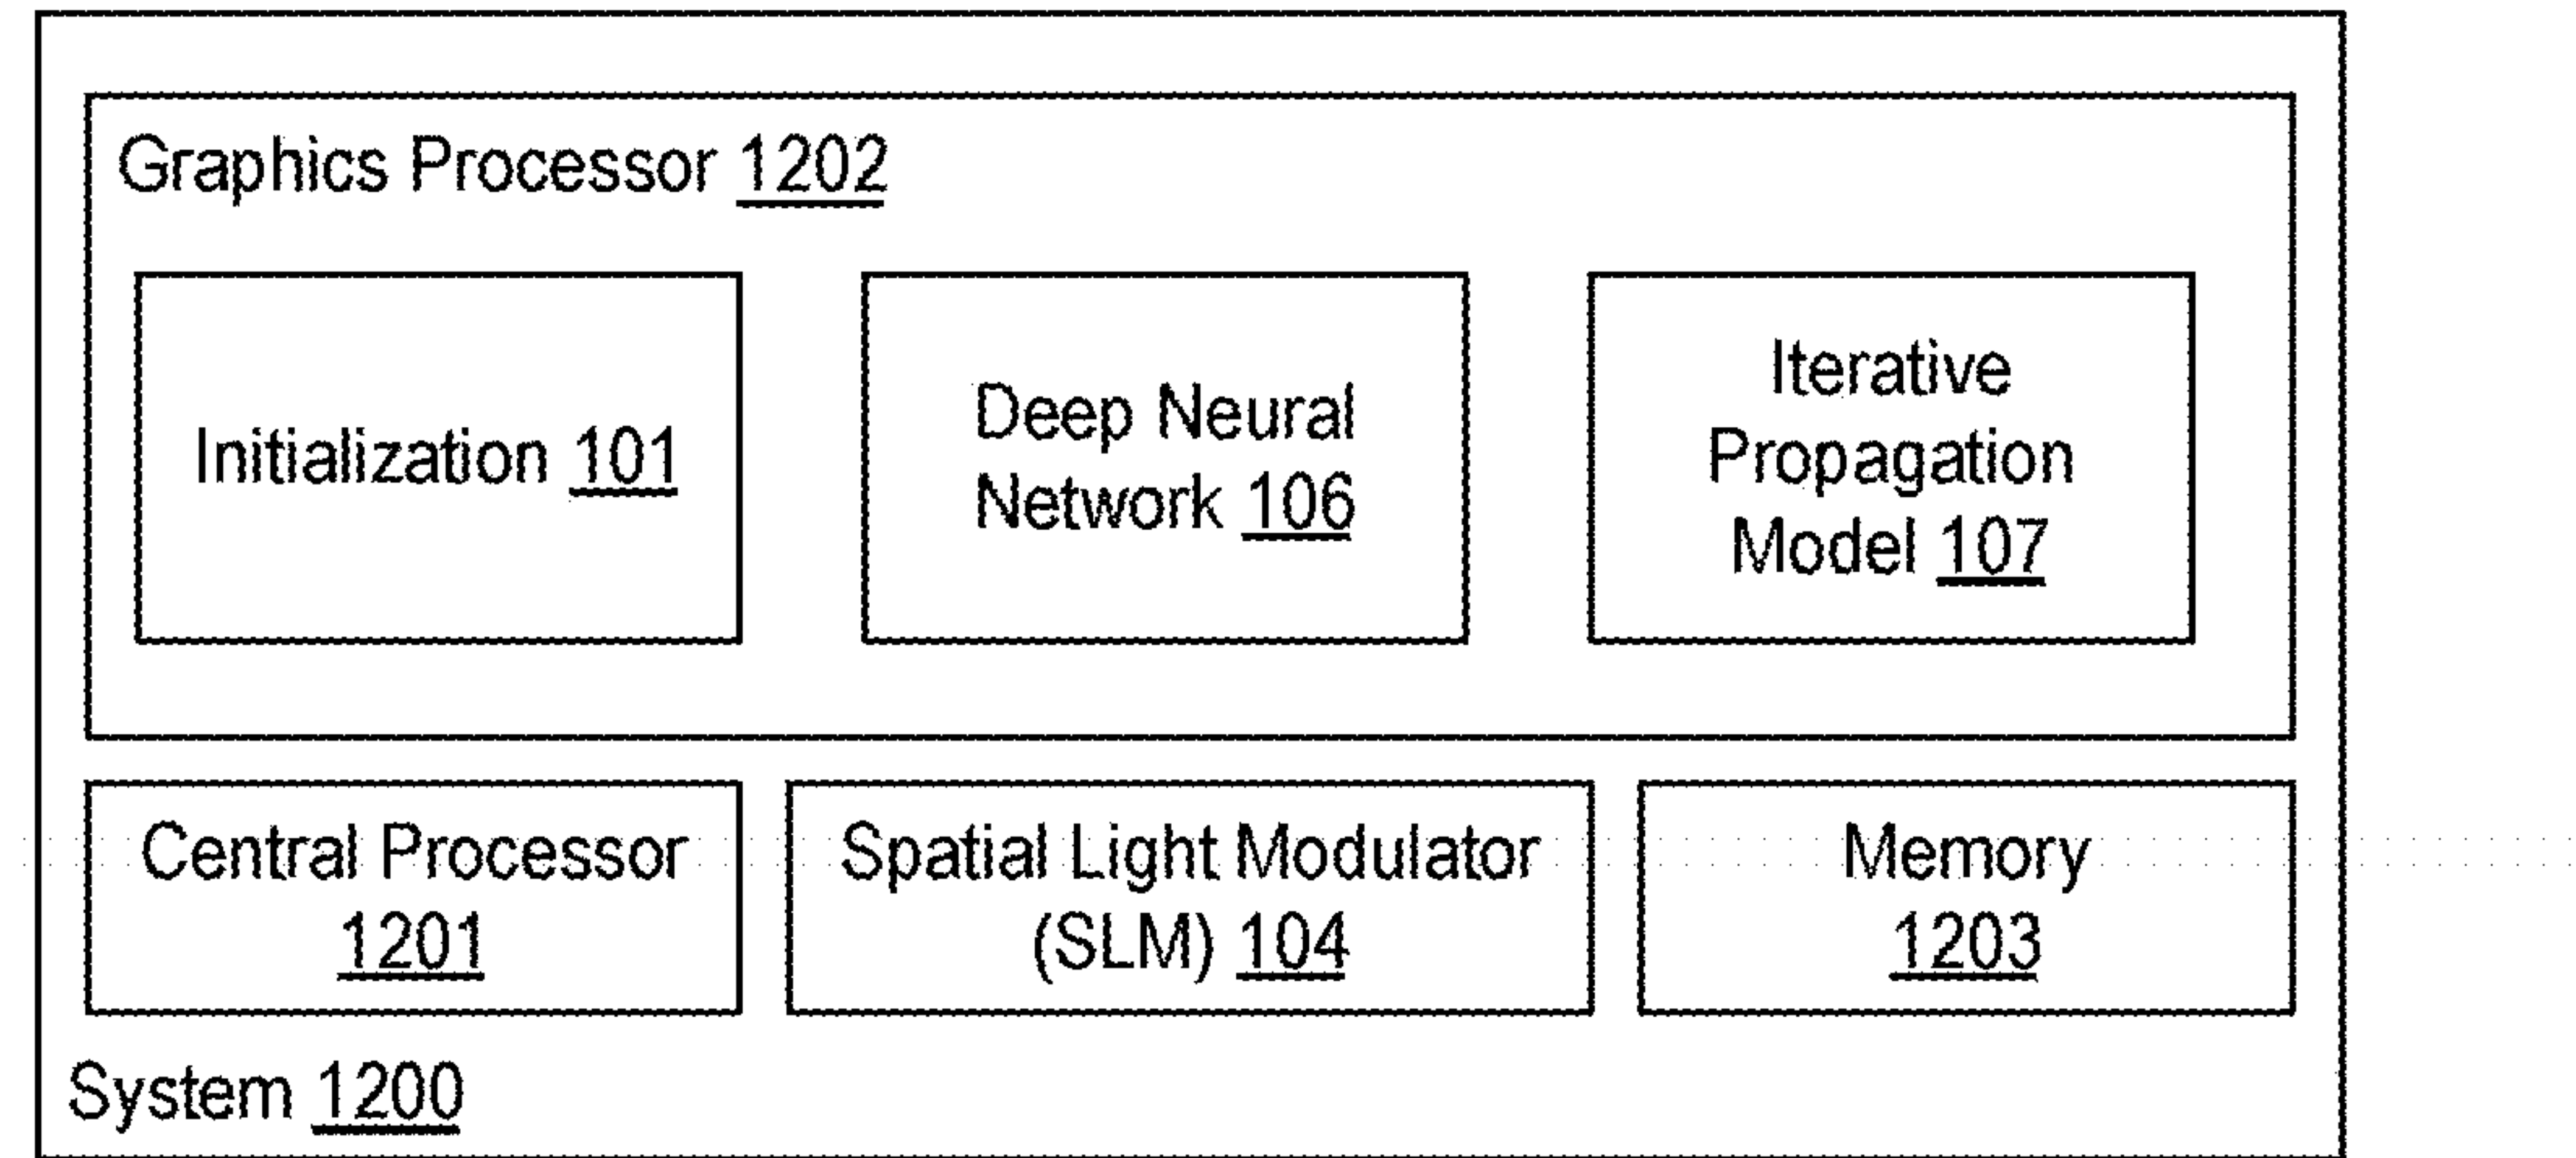 Graphics Processor 1202
Initialization 101
Deep Neural
Network 106
Iterative
Propagation
Model 107
Central Processor
1201
Spatial Light Modulator
(SLM) 104
Memory
1203
System 1200